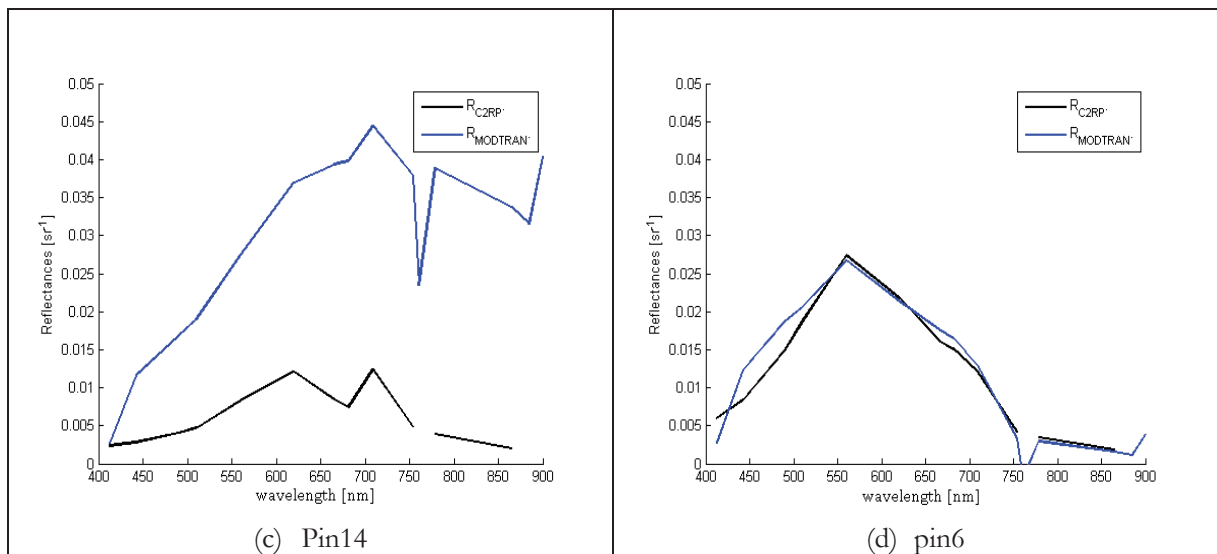 0.05
0.045
0.04
0.035
0.03
0.025
0.02
0.015
0.01
0.005
0
Reflectances [sr-1]
R_C2RP.
R_MODTRAN.
400 450 500 550 600 650 700 750 800 850 900
wavelength [nm]
(c) Pin14
0.05
0.045
0.04
0.035
0.03
0.025
0.02
0.015
0.01
0.005
0
Reflectances [sr-1]
R_C2RP.
R_MODTRAN.
400 450 500 550 600 650 700 750 800 850 900
wavelength [nm]
(d) pin6